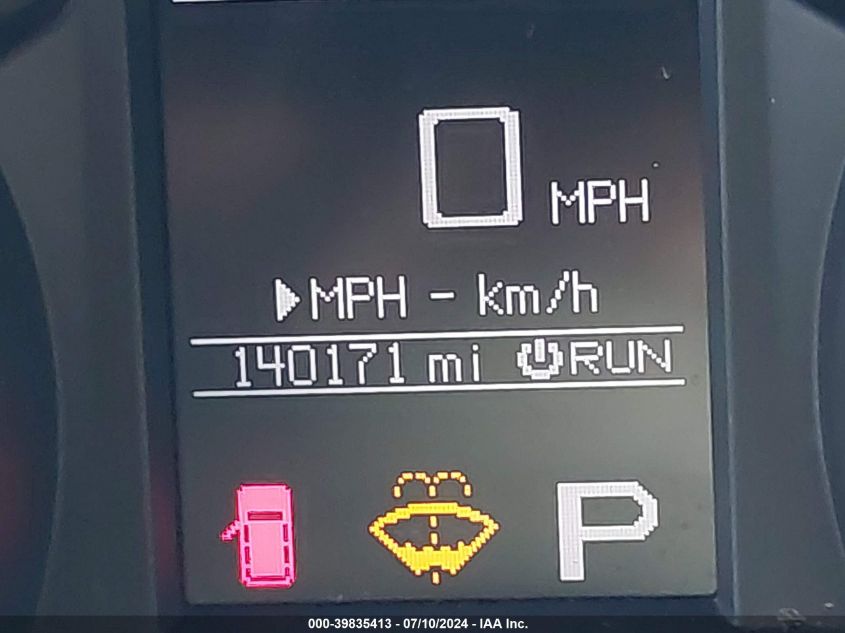 0 MPH
▶MPH - km/h
140171 mi RUN
P
000-39835413 - 07/10/2024 - IAA Inc.